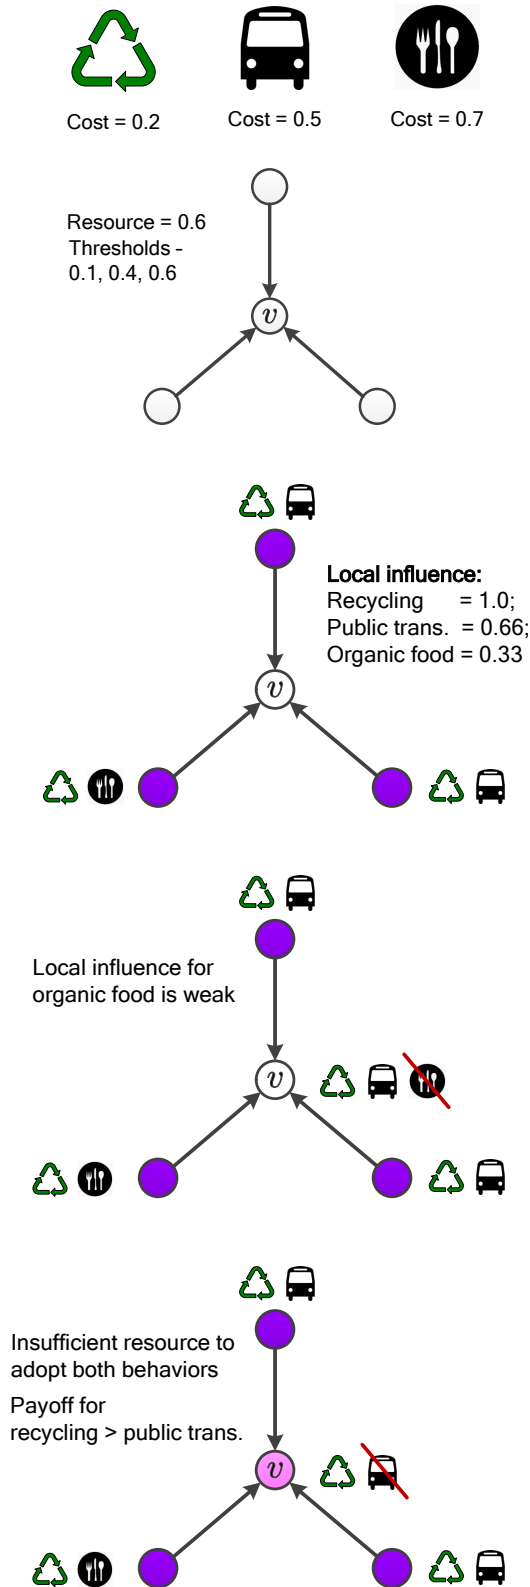 Cost = 0.2
Cost = 0.5
Cost = 0.7
Resource = 0.6
Thresholds -
0.1, 0.4, 0.6
v
Local influence:
Recycling = 1.0;
Public trans. = 0.66;
Organic food = 0.33
v
Local influence for
organic food is weak
v
Insufficient resource to
adopt both behaviors
Payoff for
recycling > public trans.
v